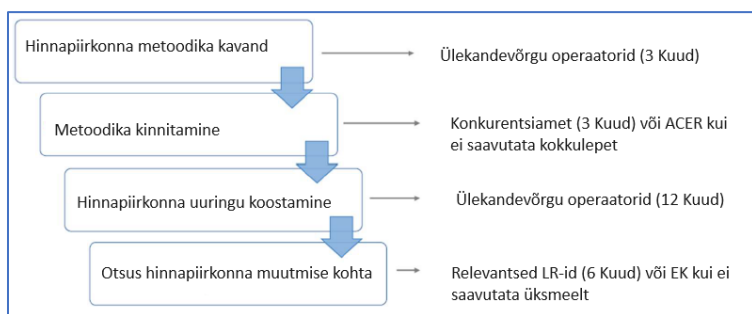 Hinnapiirkonna metoodika kavand
Ülekandevõrgu operaatorid (3 Kuud)
Metoodika kinnitamine
Konkurentsiamet (3 Kuud) või ACER kui
ei saavutata kokkulepet
Hinnapiirkonna uuringu koostamine
Ülekandevõrgu operaatorid (12 Kuud)
Otsus hinnapiirkonna muutmise kohta
Relevantsed LR-id (6 Kuud) või EK kui ei
saavutata üksmeelt